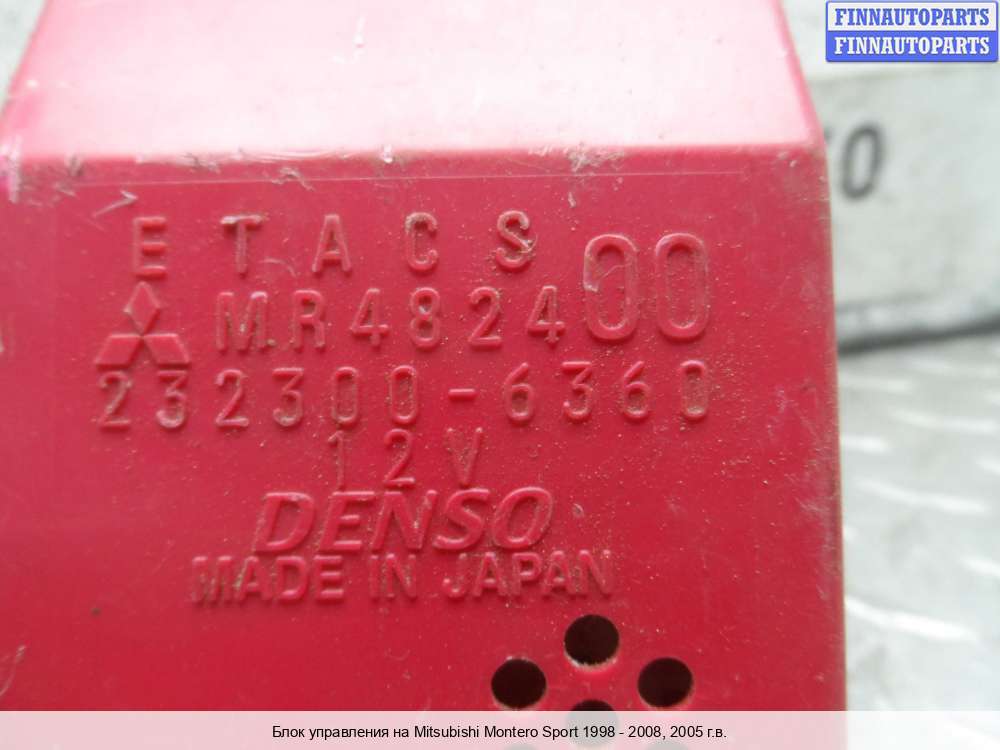 FINNAUTOPARTS
FINNAUTOPARTS
E T A C S
MR482400
232300-6360
12V
DENSO
MADE IN JAPAN
Блок управления на Mitsubishi Montero Sport 1998 - 2008, 2005 г.в.